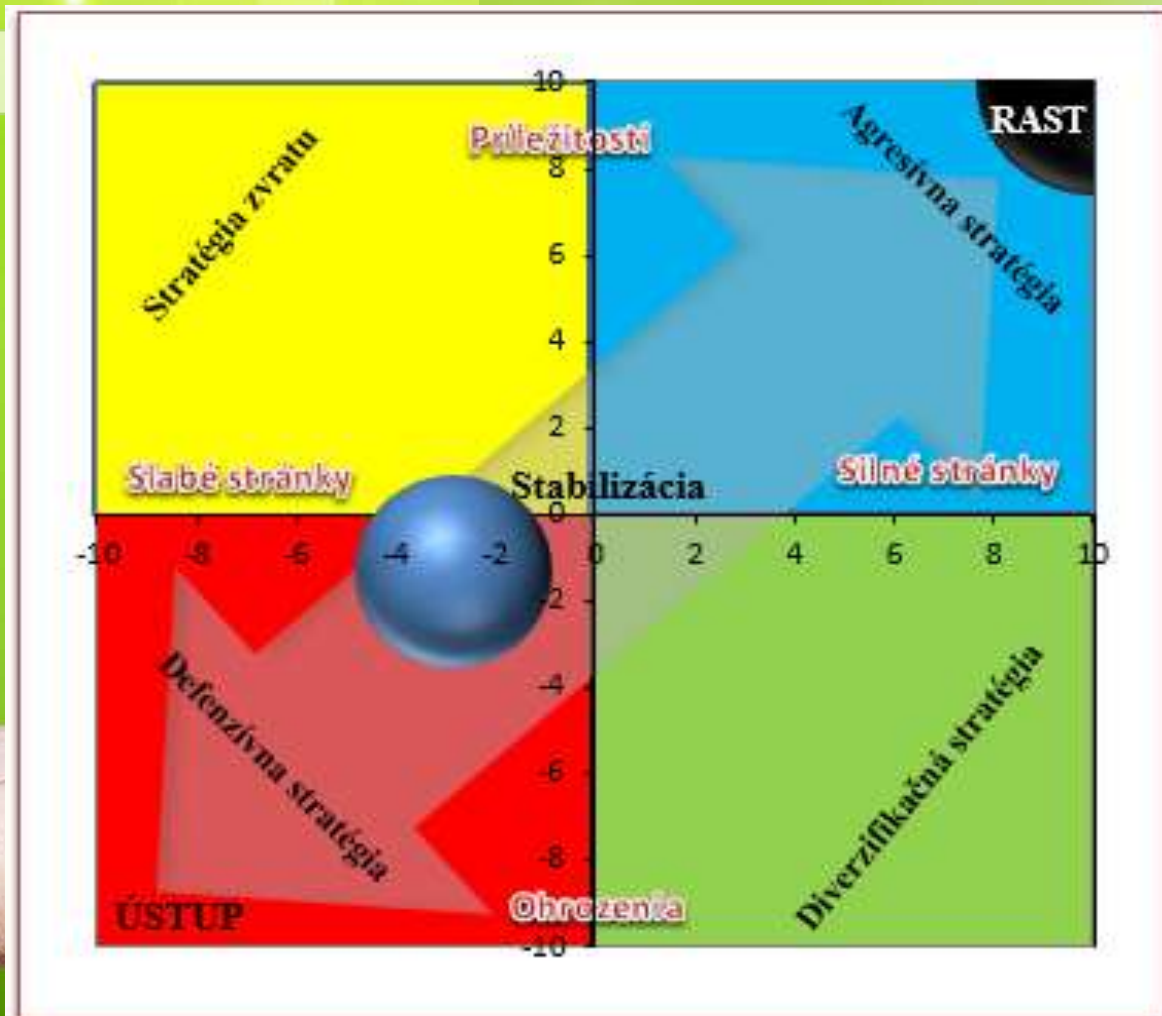 10
RAST
Agresívna stratégia
Stratégia zvratu
Príležitosti
8
6
4
2
Slabé stránky
Stabilizácia
Silné stránky
0
-10 -8 -6 -4 -2 0 2 4 6 8 10
-2
-4
Defenzívna stratégia
Diverzifikačná stratégia
-6
-8
ÚSTUP
Ohrozenia
-10